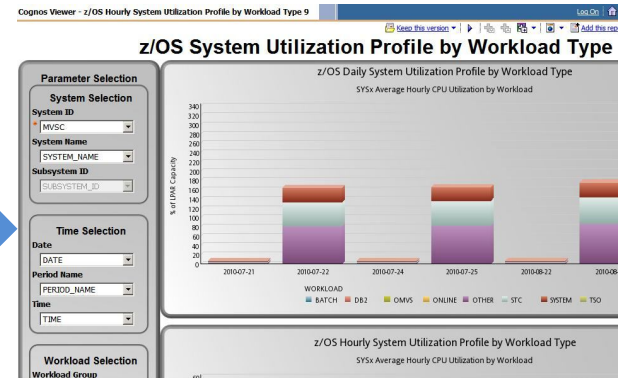 Cognos Viewer - z/OS Hourly System Utilization Profile by Workload Type 9
Log On
Keep this version
Add this rep
z/OS System Utilization Profile by Workload Type
Parameter Selection
System Selection
System ID
* MVSC
System Name
SYSTEM_NAME
Subsystem ID
SUBSYSTEM_ID
Time Selection
Date
DATE
Period Name
PERIOD_NAME
Time
TIME
Workload Selection
Workload Group
z/OS Daily System Utilization Profile by Workload Type
SYSx Average Hourly CPU Utilization by Workload
% of LPAR Capacity
340
320
300
280
260
240
220
200
180
160
140
120
100
80
60
40
20
0
2010-07-21 2010-07-22 2010-07-24 2010-07-25 2010-08-22 2010-08-
WORKLOAD
BATCH DB2 OMVS ONLINE OTHER STC SYSTEM TSO
z/OS Hourly System Utilization Profile by Workload Type
SYSx Average Hourly CPU Utilization by Workload